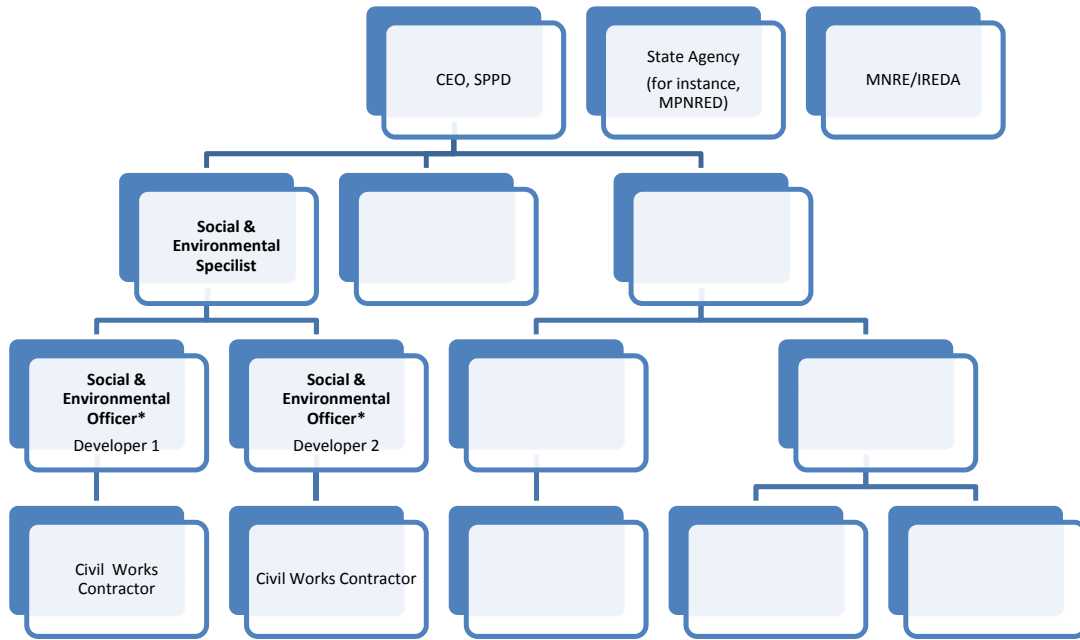 CEO, SPPD
State Agency
(for instance,
MPNRED)
MNRE/IREDA
Social &
Environmental
Specilist
Social &
Environmental
Officer*
Developer 1
Social &
Environmental
Officer*
Developer 2
Civil Works
Contractor
Civil Works Contractor